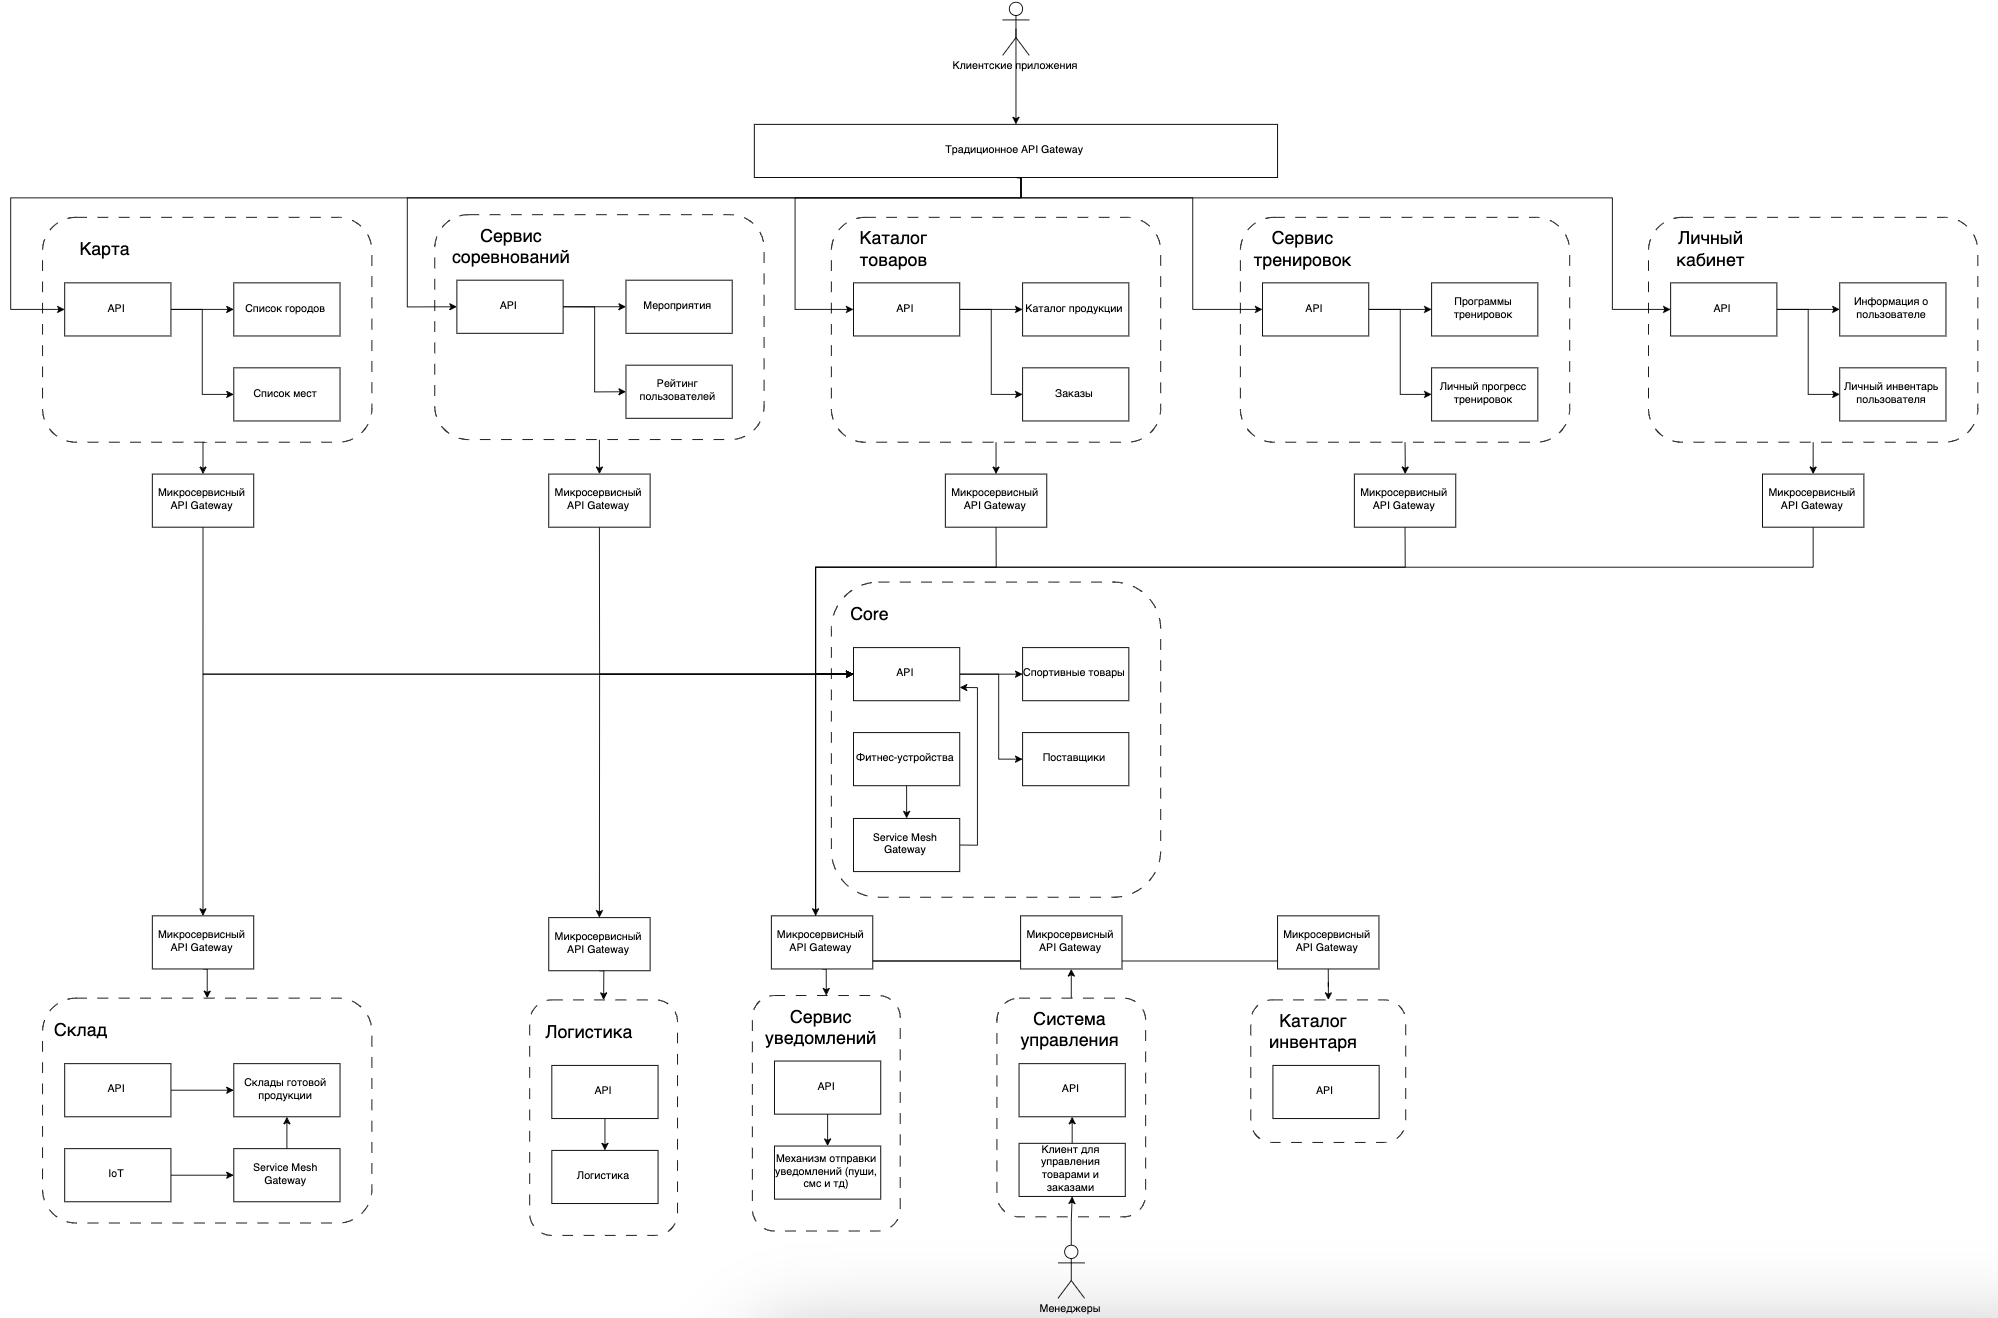 Клиентские приложения
Традиционное API Gateway
Карта
API
Список городов
Список мест
Сервис
соревнований
API
Мероприятия
Рейтинг
пользователей
Каталог
товаров
API
Каталог продукции
Заказы
Сервис
тренировок
API
Программы
тренировок
Личный прогресс
тренировок
Личный
кабинет
API
Информация о
пользователе
Личный инвентарь
пользователя
Микросервисный
API Gateway
Микросервисный
API Gateway
Микросервисный
API Gateway
Микросервисный
API Gateway
Микросервисный
API Gateway
Core
API
Спортивные товары
Фитнес-устройства
Поставщики
Service Mesh
Gateway
Микросервисный
API Gateway
Микросервисный
API Gateway
Микросервисный
API Gateway
Микросервисный
API Gateway
Микросервисный
API Gateway
Склад
API
Склады готовой
продукции
IoT
Service Mesh
Gateway
Логистика
API
Логистика
Сервис
уведомлений
API
Механизм отправки
уведомлений (пуши,
смс и тд)
Система
управления
API
Клиент для
управления
товарами и
заказами
Каталог
инвентаря
API
Менеджеры